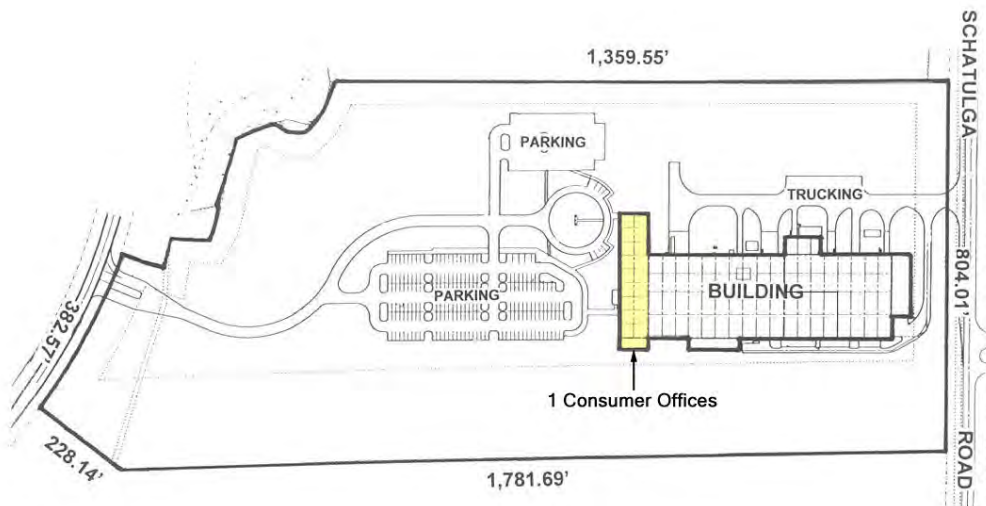 1,359.55'
SCHATULGA
PARKING
TRUCKING
804.01'
BUILDING
PARKING
382.57'
1 Consumer Offices
ROAD
228.14'
1,781.69'